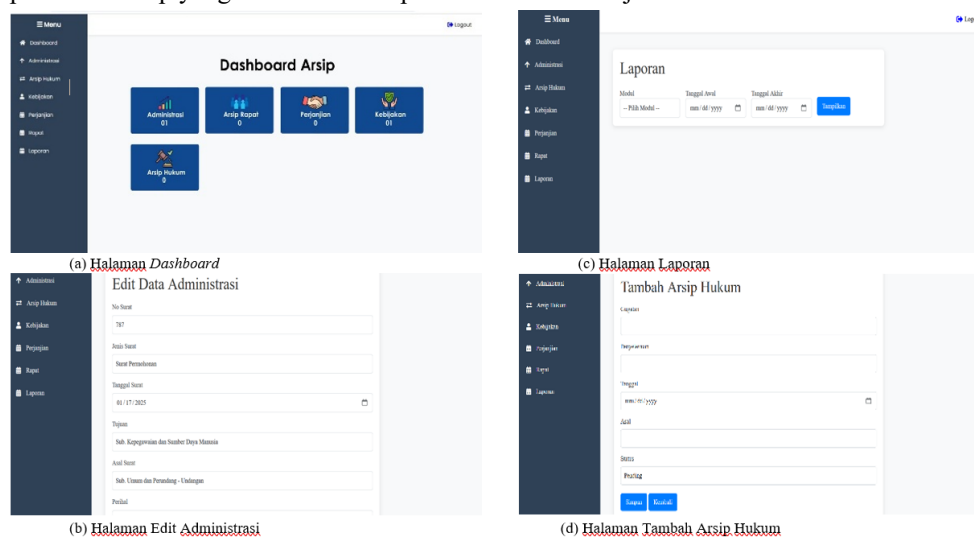 ≡ Menu
Logout
Dashboard
Administrasi
Arsip Hukum
Kebijakan
Perjanjian
Rapat
Laporan
Dashboard Arsip
Administrasi
01
Arsip Rapat
0
Perjanjian
0
Kebijakan
01
Arsip Hukum
0
(a) Halaman Dashboard
≡ Menu
Dashboard
Administrasi
Arsip Hukum
Kebijakan
Perjanjian
Rapat
Laporan
Laporan
Modul
Tanggal Awal
Tanggal Akhir
-- Pilih Modul --
mm/dd/yyyy
mm/dd/yyyy
Tampilkan
(c) Halaman Laporan
Administrasi
Arsip Hukum
Kebijakan
Perjanjian
Rapat
Laporan
Edit Data Administrasi
No Surat
787
Jenis Surat
Surat Permohonan
Tanggal Surat
01/17/2025
Tujuan
Sub. Kepegawaian dan Sumber Daya Manusia
Asal Surat
Sub. Umum dan Perundang - Undangan
Perihal
(b) Halaman Edit Administrasi
Administrasi
Arsip Hukum
Kebijakan
Perjanjian
Rapat
Laporan
Tambah Arsip Hukum
Tanggal
mm/dd/yyyy
Asal
Status
Pending
Simpan
Kembali
(d) Halaman Tambah Arsip Hukum